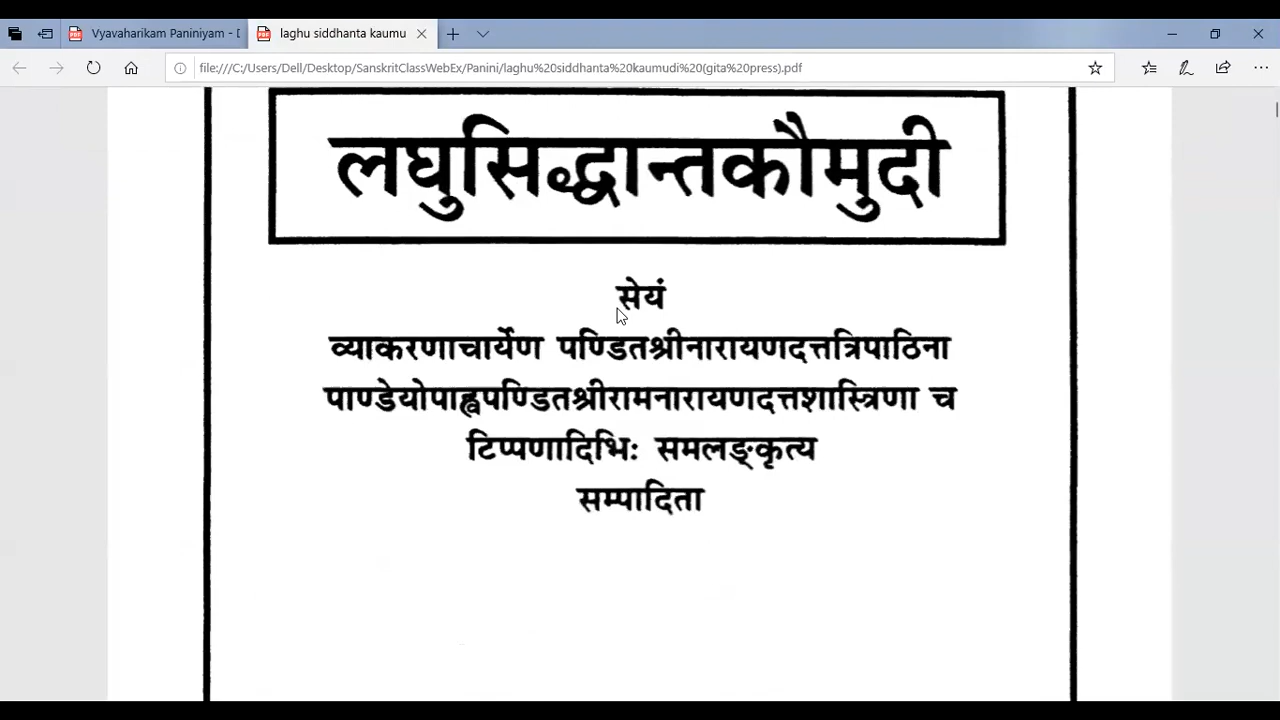 Vyavaharikam Paniniyam - D
laghu siddhanta kaumu
file:///C:/Users/Dell/Desktop/SanskritClassWebEx/Panini/laghu%20siddhanta%20kaumudi%20(gita%20press).pdf
लघुसिद्धान्तकौमुदी
सेयं
व्याकरणाचार्येण पण्डितश्रीनारायणदत्तत्रिपाठिना
पाण्डेयोपाह्वपण्डितश्रीरामनारायणदत्तशास्त्रिणा च
टिप्पणादिभिः समलङ्कृत्य
सम्पादिता